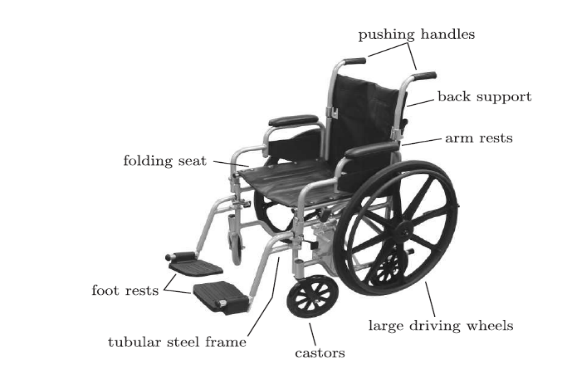 pushing handles
back support
arm rests
folding seat
foot rests
large driving wheels
tubular steel frame
castors